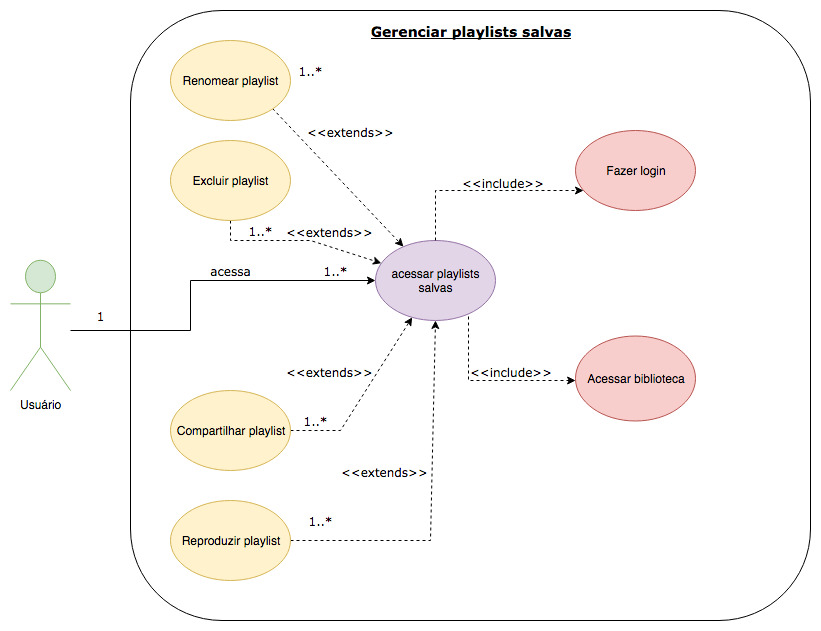 Gerenciar playlists salvas
Renomear playlist
1..*
<<extends>>
Excluir playlist
1..*
<<extends>>
<<include>>
Fazer login
acessa
1..*
acessar playlists
salvas
1
Usuário
<<extends>>
<<include>>
Acessar biblioteca
Compartilhar playlist
1..*
<<extends>>
Reproduzir playlist
1..*